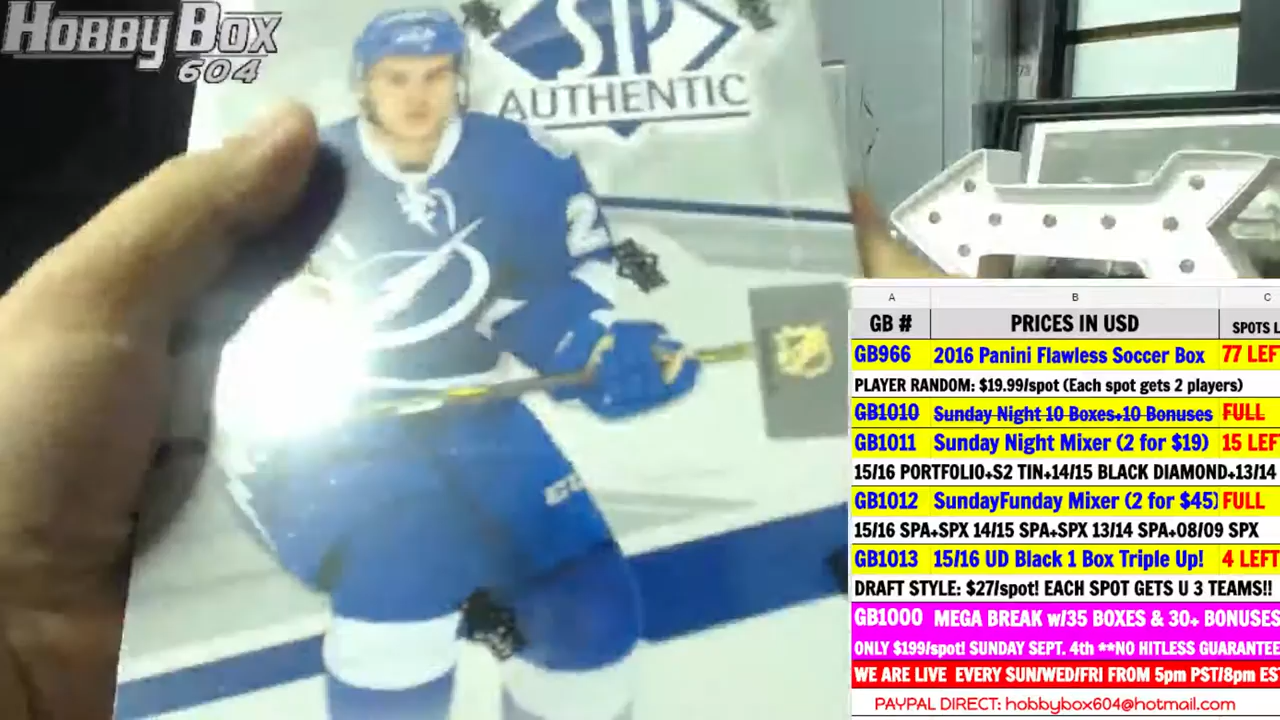 HOBBY BOX
604
SP
AUTHENTIC
2
A B C
GB # PRICES IN USD SPOTS L
GB966 2016 Panini Flawless Soccer Box 77 LEF
PLAYER RANDOM: $19.99/spot (Each spot gets 2 players)
GB1010 Sunday Night 10 Boxes+10 Bonuses FULL
GB1011 Sunday Night Mixer (2 for $19) 15 LEF
15/16 PORTFOLIO+S2 TIN+14/15 BLACK DIAMOND+13/14
GB1012 SundayFunday Mixer (2 for $45) FULL
15/16 SPA+SPX 14/15 SPA+SPX 13/14 SPA+08/09 SPX
GB1013 15/16 UD Black 1 Box Triple Up! 4 LEFT
DRAFT STYLE: $27/spot! EACH SPOT GETS U 3 TEAMS!!
GB1000 MEGA BREAK w/35 BOXES & 30+ BONUSES
ONLY $199/spot! SUNDAY SEPT. 4th **NO HITLESS GUARANTEE
WE ARE LIVE EVERY SUN/WED/FRI FROM 5pm PST/8pm ES
PAYPAL DIRECT: hobbybox604@hotmail.com